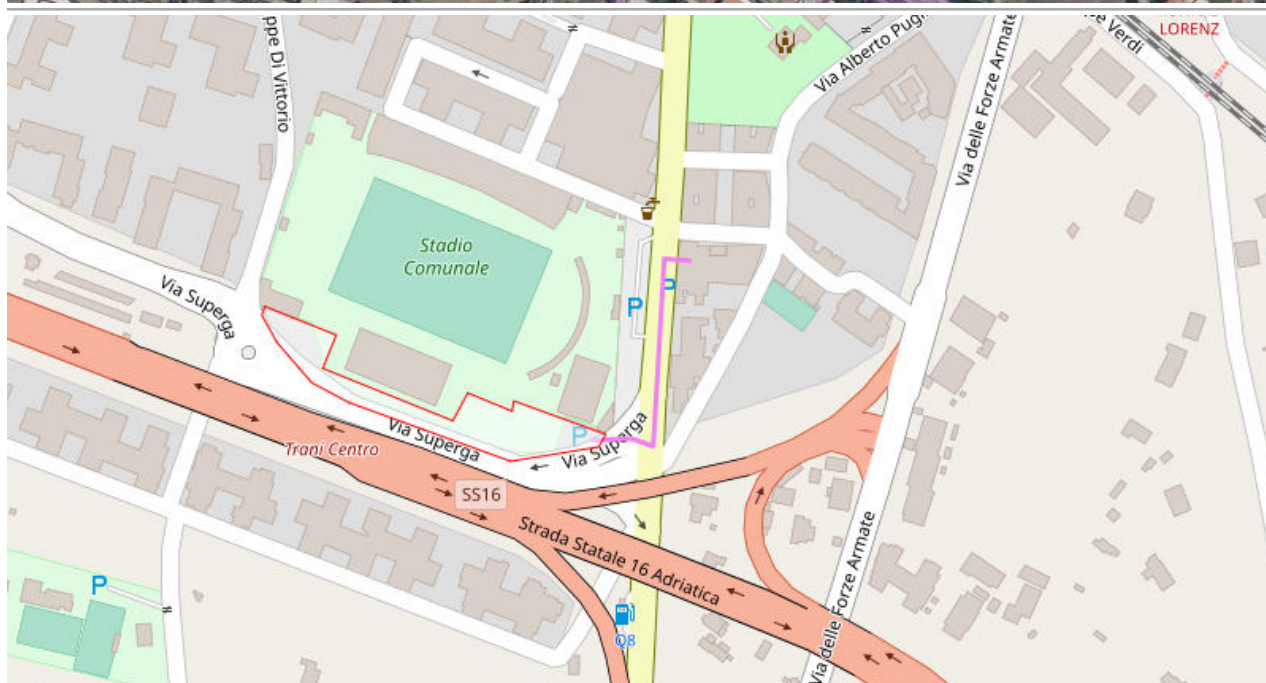 LORENZ
Verdi
Via Alberto Pugli
ppe Di Vittorio
Via delle Forze Armate
Stadio
Comunale
P
P
Via Superga
Via Superga
P
Via Superga
Trani Centro
SS16
Strada Statale 16 Adriatica
P
Q8
Via delle Forze Armate